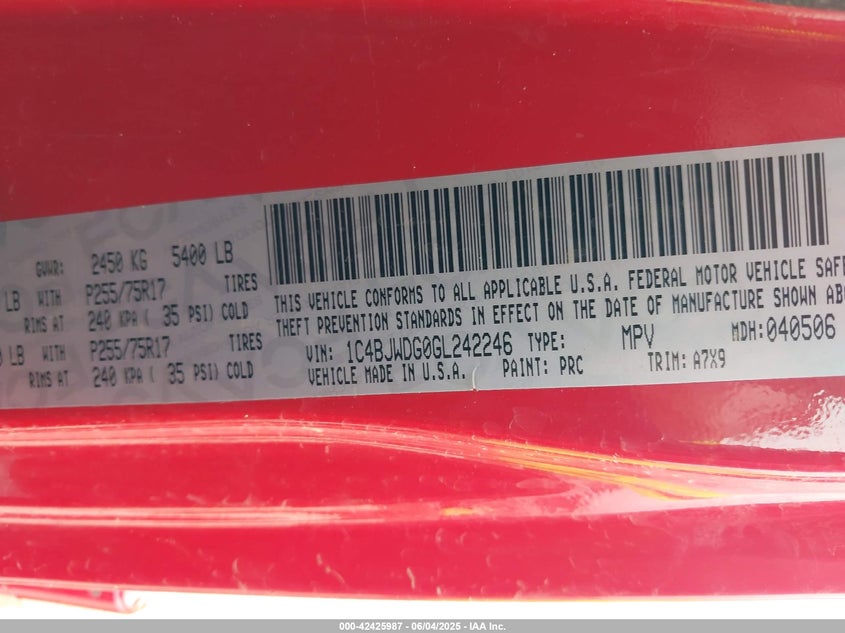 GVWR: 2450 KG 5400 LB
LB WITH P255/75R17 TIRES
RIMS AT 240 KPA ( 35 PSI) COLD
LB WITH P255/75R17 TIRES
RIMS AT 240 KPA ( 35 PSI) COLD
THIS VEHICLE CONFORMS TO ALL APPLICABLE U.S.A. FEDERAL MOTOR VEHICLE SAFE
THEFT PREVENTION STANDARDS IN EFFECT ON THE DATE OF MANUFACTURE SHOWN ABO
VIN: 1C4BJWDG0GL242246 TYPE: MPV MDH: 040506
VEHICLE MADE IN U.S.A. PAINT: PRC TRIM: A7X9
000-42425987 - 06/04/2025 - IAA Inc.